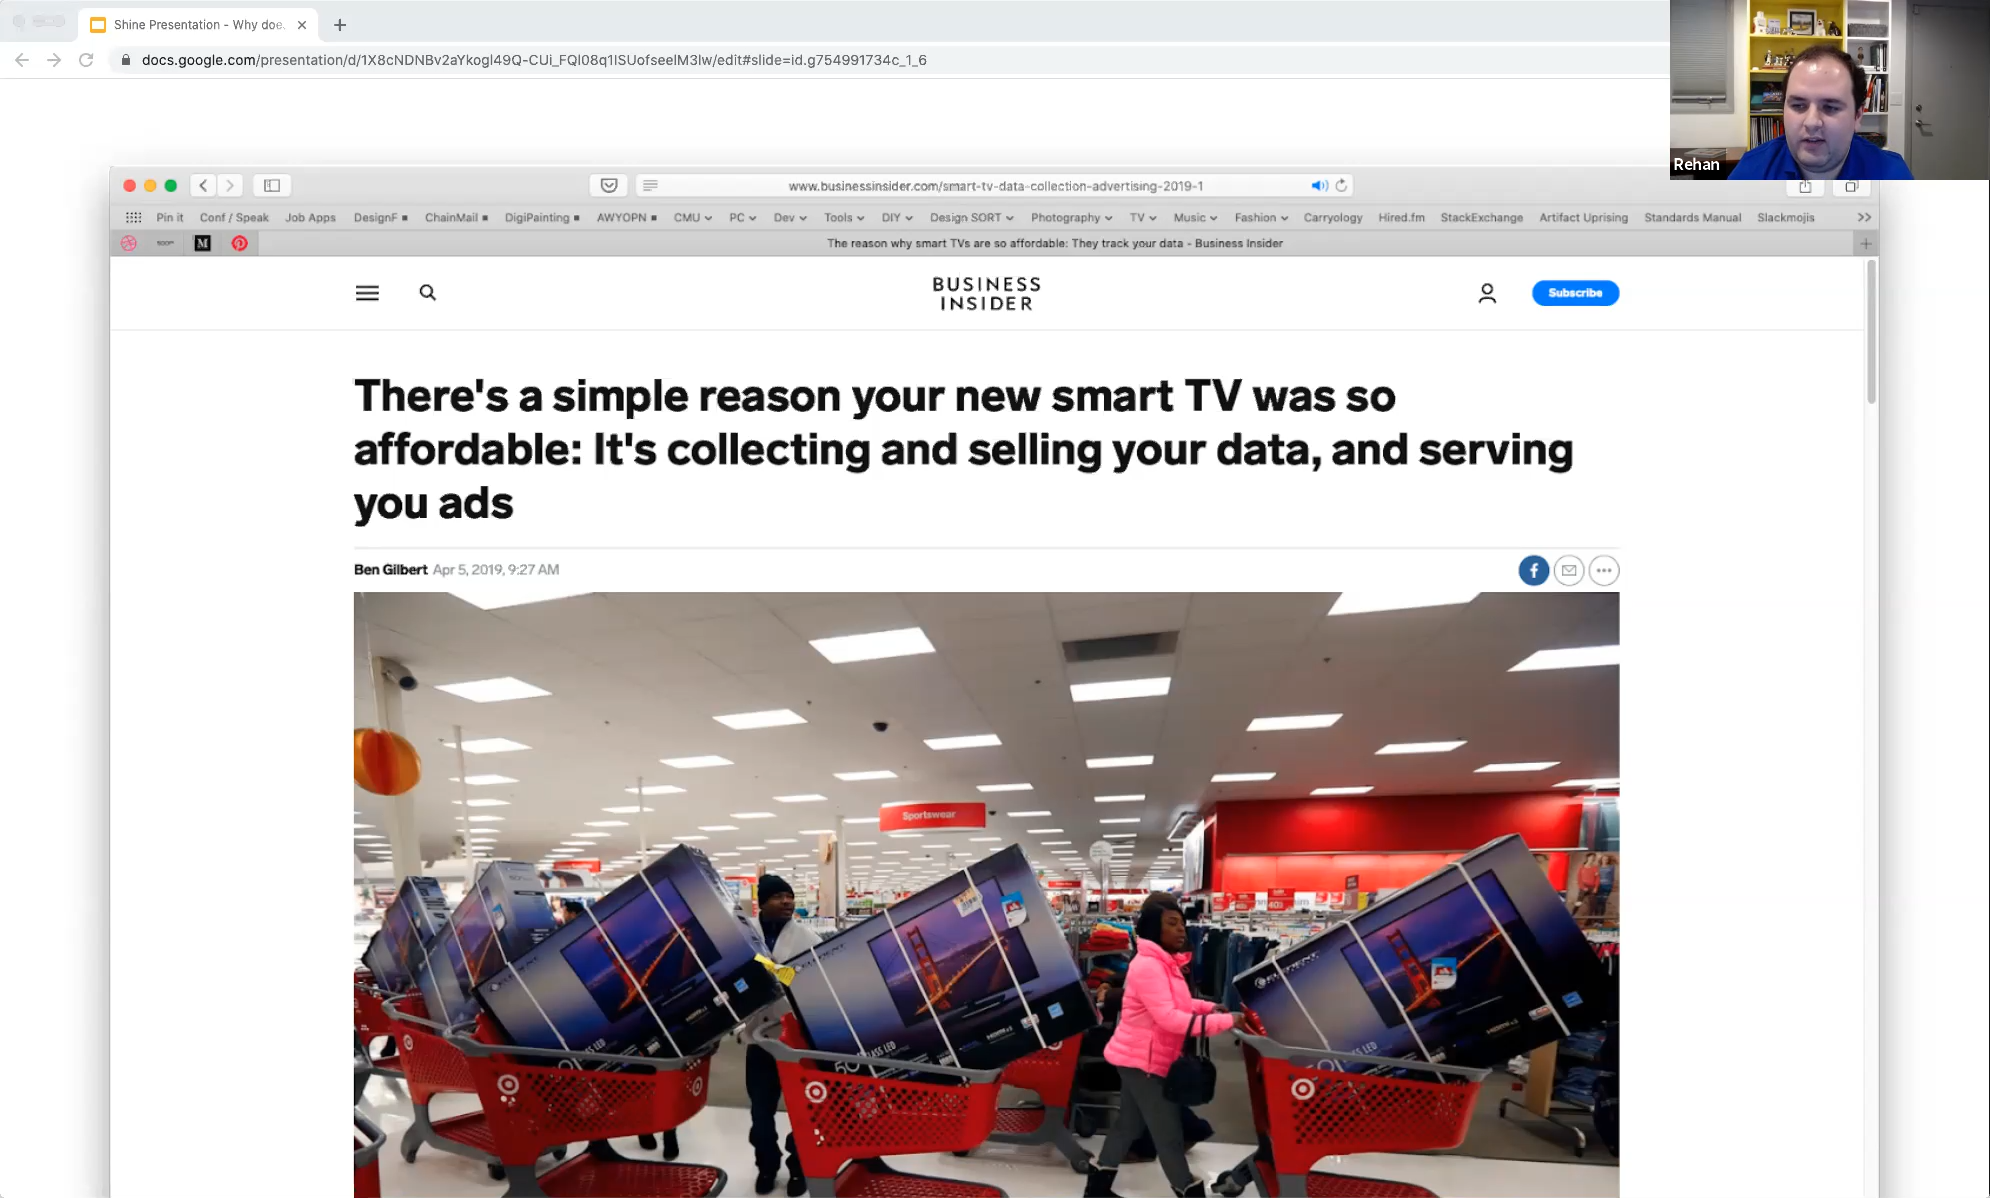 Shine Presentation - Why doe
docs.google.com/presentation/d/1X8cNDNBv2aYkogl49Q-CUi_FQl08q1lSUofseelM3lw/edit#slide=id.g754991734c_1_6
Rehan
www.businessinsider.com/smart-tv-data-collection-advertising-2019-1
Pin it Conf / Speak Job Apps DesignF ChainMail DigiPainting AWYOPN CMU PC Dev Tools DIY Design SORT Photography TV Music Fashion Carryology Hired.fm StackExchange Artifact Uprising Standards Manual Slackmojis
M The reason why smart TVs are so affordable: They track your data - Business Insider
BUSINESS
INSIDER
Subscribe
There's a simple reason your new smart TV was so
affordable: It's collecting and selling your data, and serving
you ads
Ben Gilbert Apr 5, 2019, 9:27 AM
Sportswear
ELEMENT